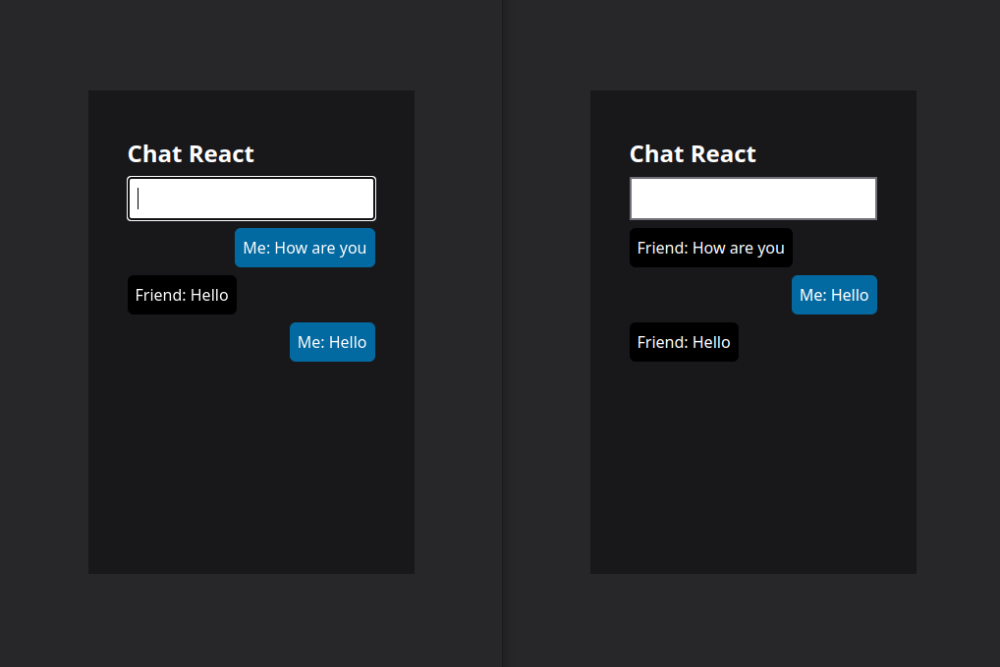 Chat React
Me: How are you
Friend: Hello
Me: Hello
Chat React
Friend: How are you
Me: Hello
Friend: Hello